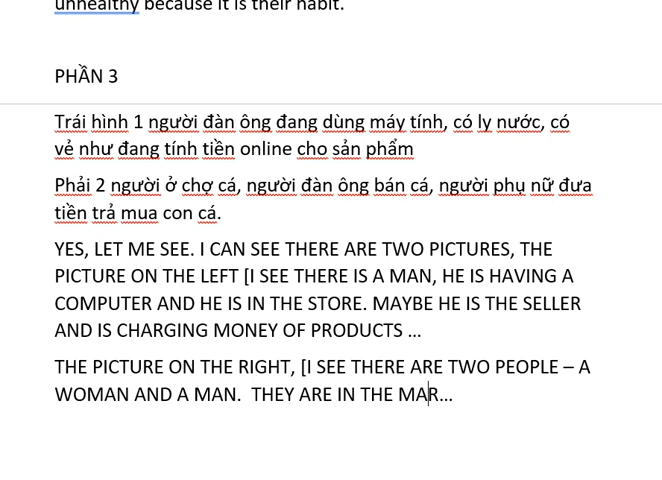 unhealthy because it is their habit.
PHẦN 3
Trái hình 1 người đàn ông đang dùng máy tính, có ly nước, có
vẻ như đang tính tiền online cho sản phẩm
Phải 2 người ở chợ cá, người đàn ông bán cá, người phụ nữ đưa
tiền trả mua con cá.
YES, LET ME SEE. I CAN SEE THERE ARE TWO PICTURES, THE
PICTURE ON THE LEFT [I SEE THERE IS A MAN, HE IS HAVING A
COMPUTER AND HE IS IN THE STORE. MAYBE HE IS THE SELLER
AND IS CHARGING MONEY OF PRODUCTS ...
THE PICTURE ON THE RIGHT, [I SEE THERE ARE TWO PEOPLE – A
WOMAN AND A MAN.  THEY ARE IN THE MAR...